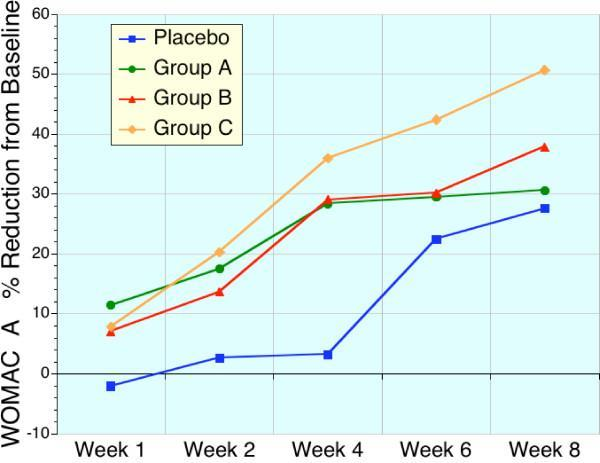 WOMAC A % Reduction from Baseline
60
50
40
30
20
10
0
-10
Placebo
Group A
Group B
Group C
Week 1 Week 2 Week 4 Week 6 Week 8